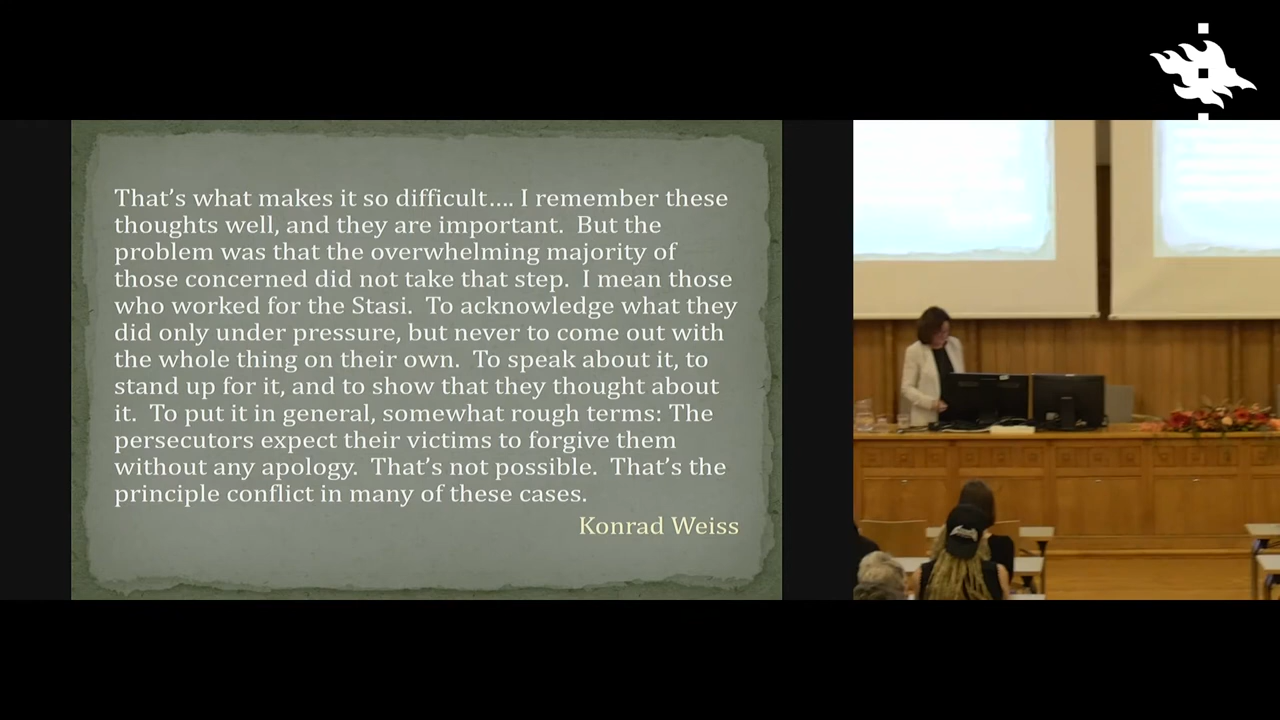 That’s what makes it so difficult…. I remember these
thoughts well, and they are important.  But the
problem was that the overwhelming majority of
those concerned did not take that step.  I mean those
who worked for the Stasi.  To acknowledge what they
did only under pressure, but never to come out with
the whole thing on their own.  To speak about it, to
stand up for it, and to show that they thought about
it.  To put it in general, somewhat rough terms: The
persecutors expect their victims to forgive them
without any apology.  That’s not possible.  That’s the
principle conflict in many of these cases.
Konrad Weiss